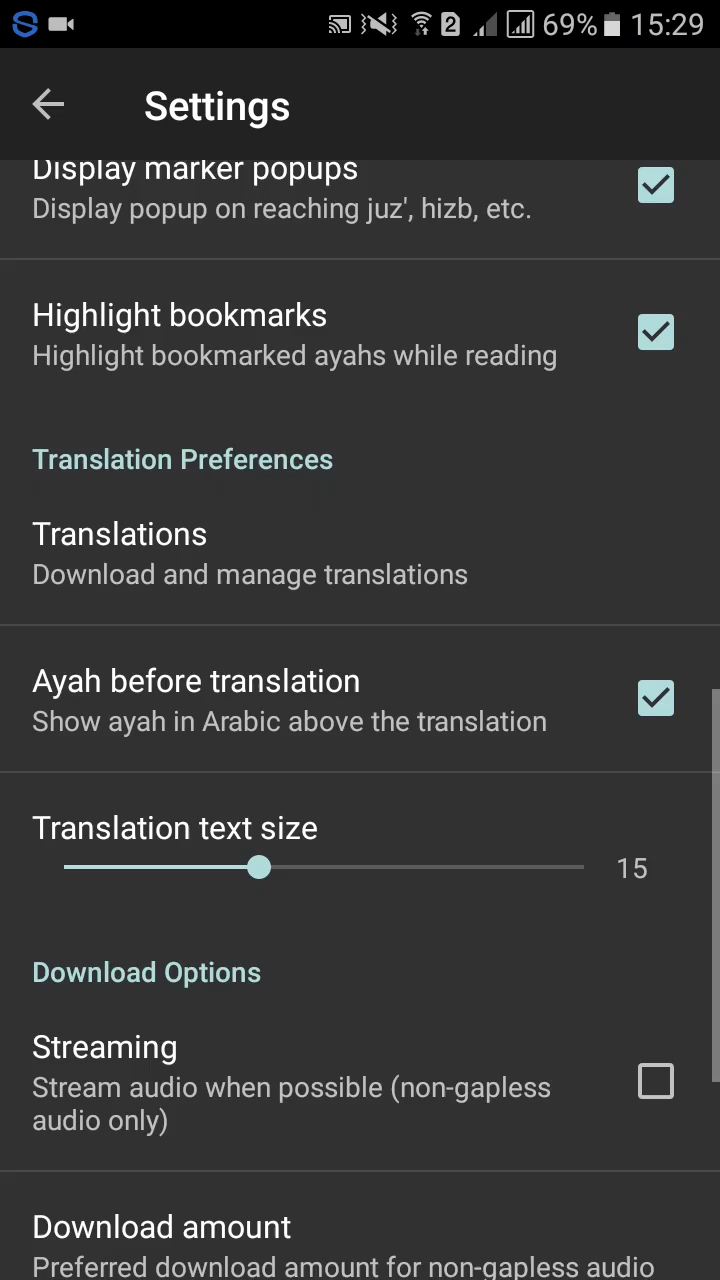 2 69% 15:29
Settings
Display marker popups
Display popup on reaching juz', hizb, etc.
Highlight bookmarks
Highlight bookmarked ayahs while reading
Translation Preferences
Translations
Download and manage translations
Ayah before translation
Show ayah in Arabic above the translation
Translation text size
15
Download Options
Streaming
Stream audio when possible (non-gapless
audio only)
Download amount
Preferred download amount for non-gapless audio